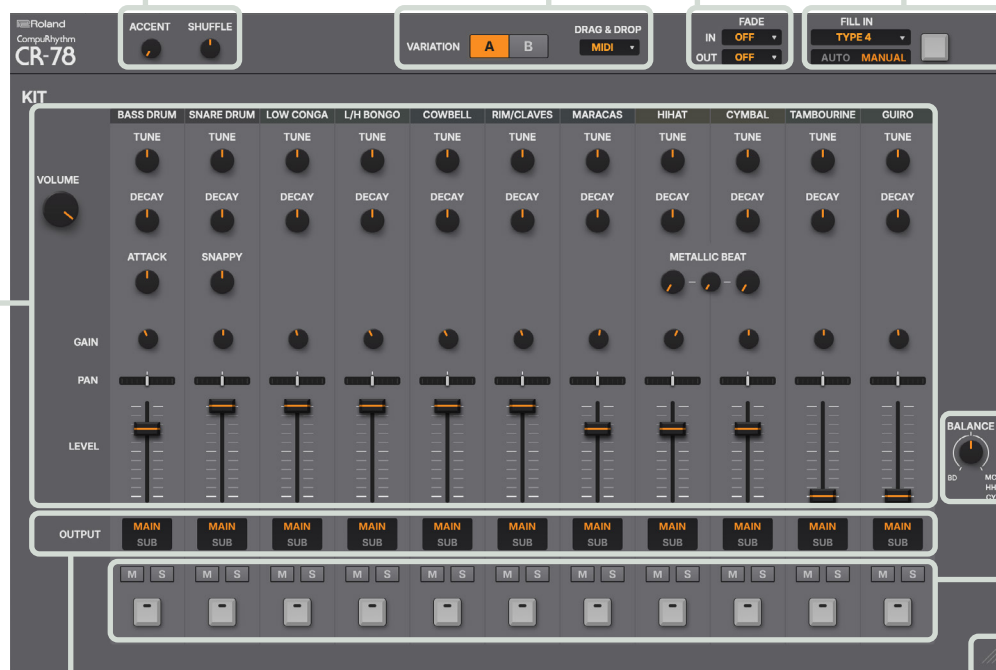 Roland
CompuRhythm
CR-78
ACCENT SHUFFLE
VARIATION A B
DRAG & DROP
MIDI
FADE
IN OFF
OUT OFF
FILL IN
TYPE 4
AUTO MANUAL
KIT
BASS DRUM SNARE DRUM LOW CONGA L/H BONGO COWBELL RIM/CLAVES MARACAS HIHAT CYMBAL TAMBOURINE GUIRO
TUNE TUNE TUNE TUNE TUNE TUNE TUNE TUNE TUNE TUNE TUNE
VOLUME
DECAY DECAY DECAY DECAY DECAY DECAY DECAY DECAY DECAY DECAY DECAY
ATTACK SNAPPY METALLIC BEAT
GAIN
PAN
LEVEL
BALANCE
BD
OUTPUT
MAIN MAIN MAIN MAIN MAIN MAIN MAIN MAIN MAIN MAIN MAIN
SUB SUB SUB SUB SUB SUB SUB SUB SUB SUB SUB
M S M S M S M S M S M S M S M S M S M S M S